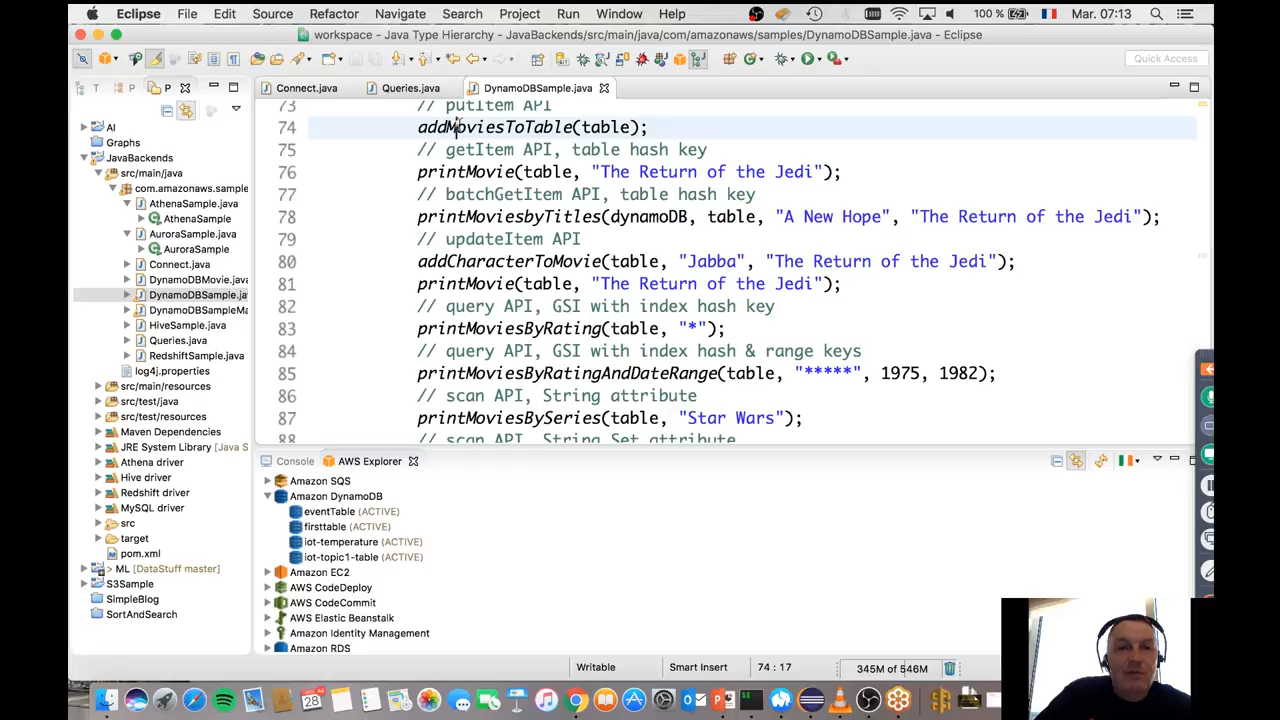 Eclipse File Edit Source Refactor Navigate Search Project Run Window Help 100 % Mar. 07:13
workspace - Java Type Hierarchy - JavaBackends/src/main/java/com/amazonaws/samples/DynamoDBSample.java - Eclipse
Quick Access
T P P
Connect.java Queries.java DynamoDBSample.java
AI
Graphs
JavaBackends
src/main/java
com.amazonaws.sample
AthenaSample.java
AthenaSample
AuroraSample.java
AuroraSample
Connect.java
DynamoDBMovie.java
DynamoDBSample.ja
DynamoDBSampleMa
HiveSample.java
Queries.java
RedshiftSample.java
log4j.properties
src/main/resources
src/test/java
src/test/resources
Maven Dependencies
JRE System Library [Java S
Athena driver
Hive driver
Redshift driver
MySQL driver
src
target
pom.xml
> ML [DataStuff master]
S3Sample
SimpleBlog
SortAndSearch
73 // putItem API
74 addMoviesToTable(table);
75 // getItem API, table hash key
76 printMovie(table, "The Return of the Jedi");
77 // batchGetItem API, table hash key
78 printMoviesbyTitles(dynamoDB, table, "A New Hope", "The Return of the Jedi");
79 // updateItem API
80 addCharacterToMovie(table, "Jabba", "The Return of the Jedi");
81 printMovie(table, "The Return of the Jedi");
82 // query API, GSI with index hash key
83 printMoviesByRating(table, "*");
84 // query API, GSI with index hash & range keys
85 printMoviesByRatingAndDateRange(table, "*****", 1975, 1982);
86 // scan API, String attribute
87 printMoviesBySeries(table, "Star Wars");
88 // scan API, String Set attribute
Console AWS Explorer
Amazon SQS
Amazon DynamoDB
eventTable (ACTIVE)
firsttable (ACTIVE)
iot-temperature (ACTIVE)
iot-topic1-table (ACTIVE)
Amazon EC2
AWS CodeDeploy
AWS CodeCommit
AWS Elastic Beanstalk
Amazon Identity Management
Amazon RDS
Writable Smart Insert 74 : 17 345M of 546M
28